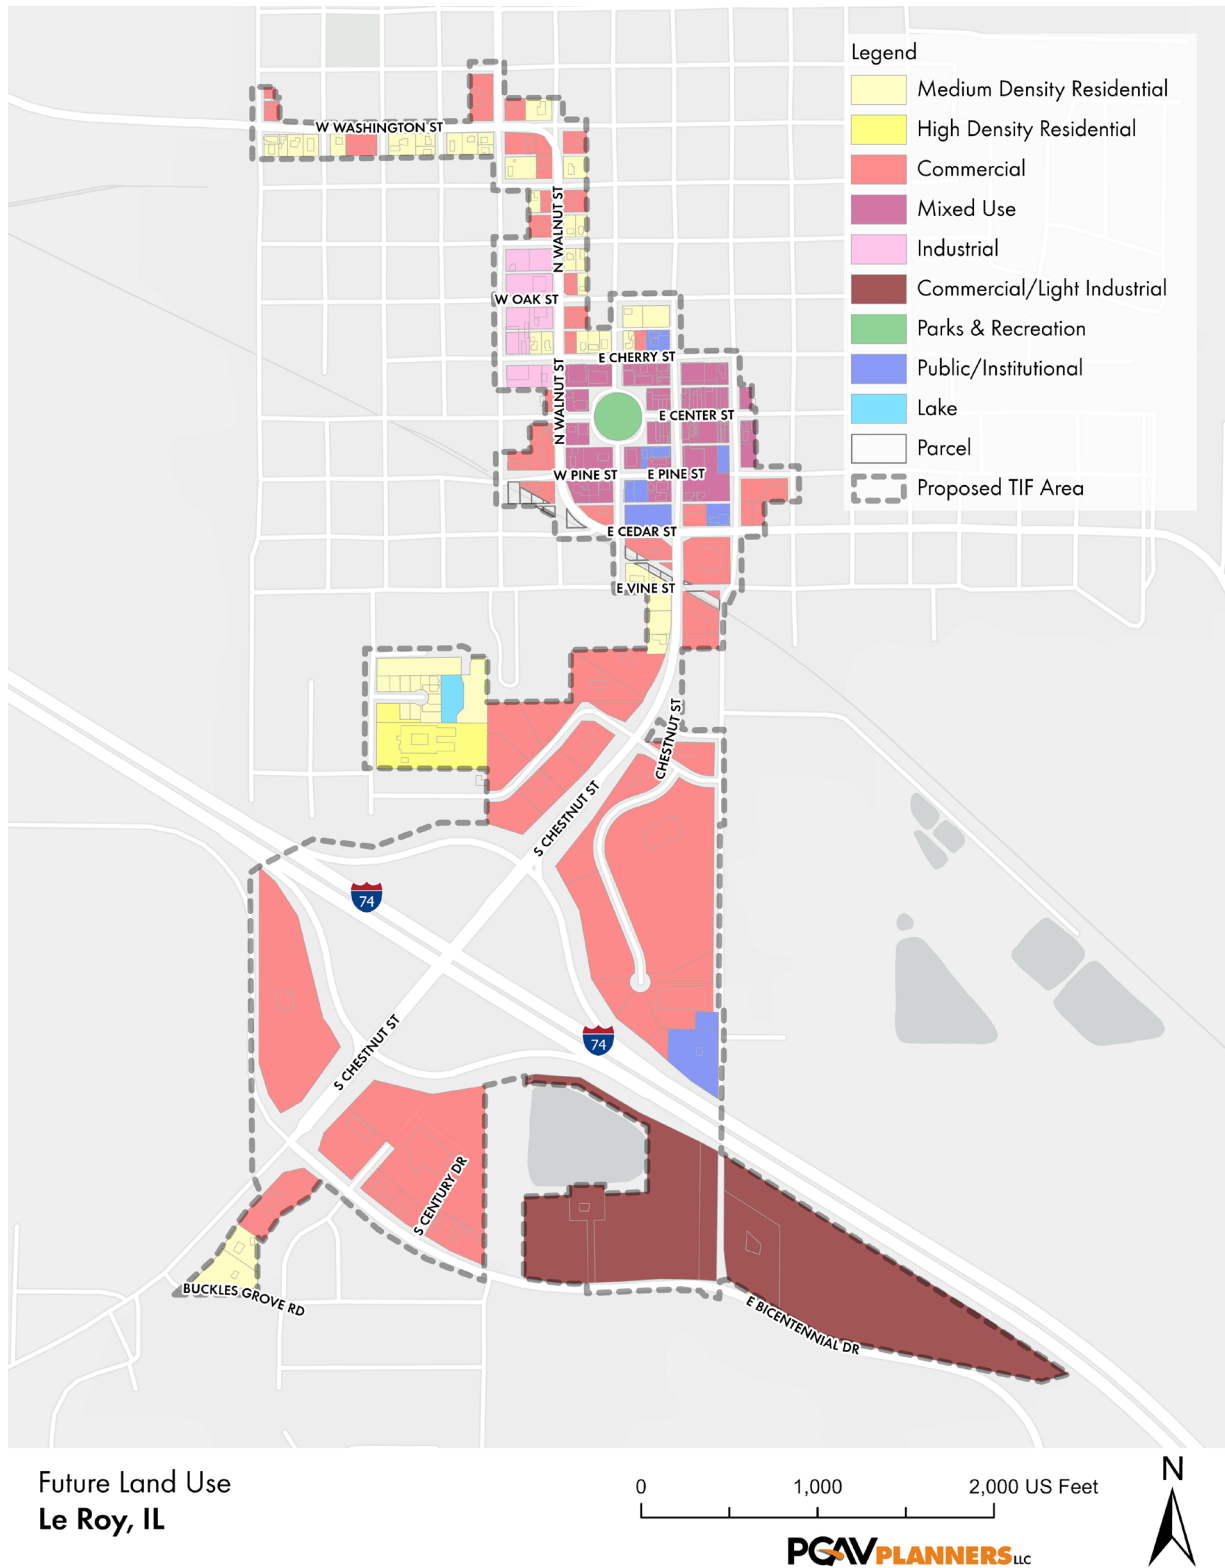 Legend
Medium Density Residential
High Density Residential
Commercial
Mixed Use
Industrial
Commercial/Light Industrial
Parks & Recreation
Public/Institutional
Lake
Parcel
Proposed TIF Area
W WASHINGTON ST
N WALNUT ST
W OAK ST
E CHERRY ST
N WALNUT ST
E CENTER ST
W PINE ST
E PINE ST
E CEDAR ST
E VINE ST
CHESTNUT ST
S CHESTNUT ST
74
74
S CHESTNUT ST
S CENTURY DR
BUCKLES GROVE RD
E BICENTENNIAL DR
Future Land Use
Le Roy, IL
0 1,000 2,000 US Feet
N
PGAVPLANNERS LLC